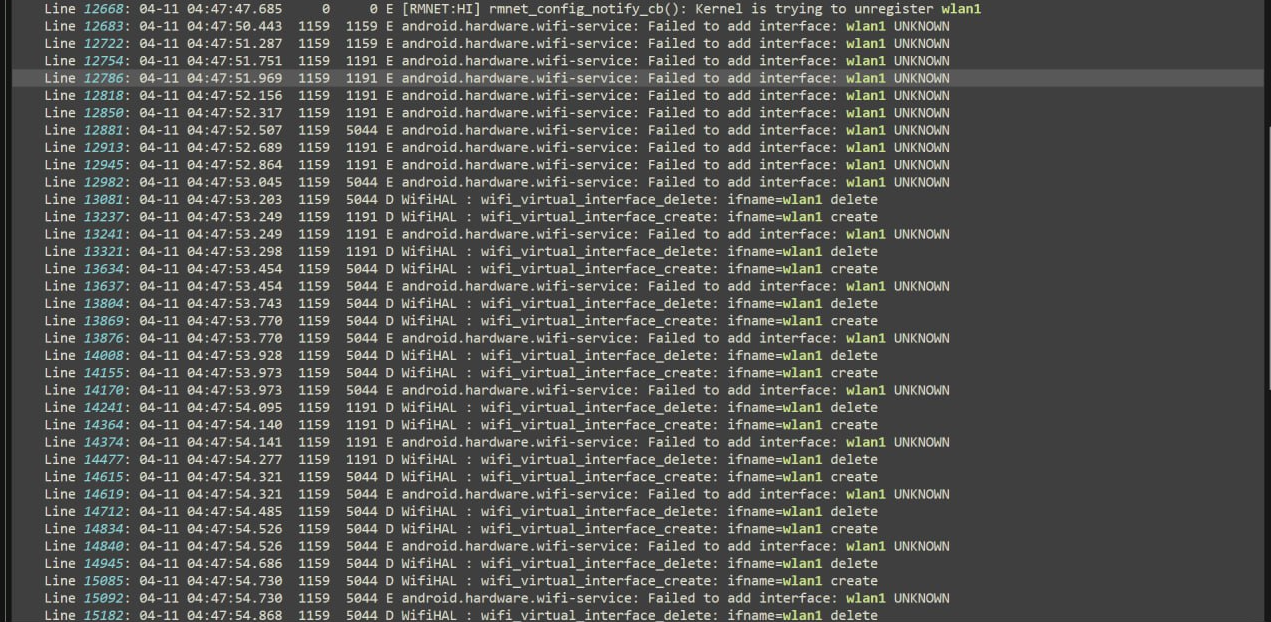 Line 12668: 04-11 04:47:47.685     0     0 E [RMNET:HI] rmnet_config_notify_cb(): Kernel is trying to unregister wlan1
Line 12683: 04-11 04:47:50.443  1159  1159 E android.hardware.wifi-service: Failed to add interface: wlan1 UNKNOWN
Line 12722: 04-11 04:47:51.287  1159  1159 E android.hardware.wifi-service: Failed to add interface: wlan1 UNKNOWN
Line 12754: 04-11 04:47:51.751  1159  1191 E android.hardware.wifi-service: Failed to add interface: wlan1 UNKNOWN
Line 12786: 04-11 04:47:51.969  1159  1191 E android.hardware.wifi-service: Failed to add interface: wlan1 UNKNOWN
Line 12818: 04-11 04:47:52.156  1159  1191 E android.hardware.wifi-service: Failed to add interface: wlan1 UNKNOWN
Line 12850: 04-11 04:47:52.317  1159  1191 E android.hardware.wifi-service: Failed to add interface: wlan1 UNKNOWN
Line 12881: 04-11 04:47:52.507  1159  5044 E android.hardware.wifi-service: Failed to add interface: wlan1 UNKNOWN
Line 12913: 04-11 04:47:52.689  1159  1191 E android.hardware.wifi-service: Failed to add interface: wlan1 UNKNOWN
Line 12945: 04-11 04:47:52.864  1159  1191 E android.hardware.wifi-service: Failed to add interface: wlan1 UNKNOWN
Line 12982: 04-11 04:47:53.045  1159  5044 E android.hardware.wifi-service: Failed to add interface: wlan1 UNKNOWN
Line 13081: 04-11 04:47:53.203  1159  5044 D WifiHAL : wifi_virtual_interface_delete: ifname=wlan1 delete
Line 13237: 04-11 04:47:53.249  1159  1191 D WifiHAL : wifi_virtual_interface_create: ifname=wlan1 create
Line 13241: 04-11 04:47:53.249  1159  1191 E android.hardware.wifi-service: Failed to add interface: wlan1 UNKNOWN
Line 13321: 04-11 04:47:53.298  1159  1191 D WifiHAL : wifi_virtual_interface_delete: ifname=wlan1 delete
Line 13634: 04-11 04:47:53.454  1159  5044 D WifiHAL : wifi_virtual_interface_create: ifname=wlan1 create
Line 13637: 04-11 04:47:53.454  1159  5044 E android.hardware.wifi-service: Failed to add interface: wlan1 UNKNOWN
Line 13804: 04-11 04:47:53.743  1159  5044 D WifiHAL : wifi_virtual_interface_delete: ifname=wlan1 delete
Line 13869: 04-11 04:47:53.770  1159  5044 D WifiHAL : wifi_virtual_interface_create: ifname=wlan1 create
Line 13876: 04-11 04:47:53.770  1159  5044 E android.hardware.wifi-service: Failed to add interface: wlan1 UNKNOWN
Line 14008: 04-11 04:47:53.928  1159  5044 D WifiHAL : wifi_virtual_interface_delete: ifname=wlan1 delete
Line 14155: 04-11 04:47:53.973  1159  5044 D WifiHAL : wifi_virtual_interface_create: ifname=wlan1 create
Line 14170: 04-11 04:47:53.973  1159  5044 E android.hardware.wifi-service: Failed to add interface: wlan1 UNKNOWN
Line 14241: 04-11 04:47:54.095  1159  1191 D WifiHAL : wifi_virtual_interface_delete: ifname=wlan1 delete
Line 14364: 04-11 04:47:54.140  1159  1191 D WifiHAL : wifi_virtual_interface_create: ifname=wlan1 create
Line 14374: 04-11 04:47:54.141  1159  1191 E android.hardware.wifi-service: Failed to add interface: wlan1 UNKNOWN
Line 14477: 04-11 04:47:54.277  1159  1191 D WifiHAL : wifi_virtual_interface_delete: ifname=wlan1 delete
Line 14615: 04-11 04:47:54.321  1159  5044 D WifiHAL : wifi_virtual_interface_create: ifname=wlan1 create
Line 14619: 04-11 04:47:54.321  1159  5044 E android.hardware.wifi-service: Failed to add interface: wlan1 UNKNOWN
Line 14712: 04-11 04:47:54.485  1159  5044 D WifiHAL : wifi_virtual_interface_delete: ifname=wlan1 delete
Line 14834: 04-11 04:47:54.526  1159  5044 D WifiHAL : wifi_virtual_interface_create: ifname=wlan1 create
Line 14840: 04-11 04:47:54.526  1159  5044 E android.hardware.wifi-service: Failed to add interface: wlan1 UNKNOWN
Line 14945: 04-11 04:47:54.686  1159  5044 D WifiHAL : wifi_virtual_interface_delete: ifname=wlan1 delete
Line 15085: 04-11 04:47:54.730  1159  5044 D WifiHAL : wifi_virtual_interface_create: ifname=wlan1 create
Line 15092: 04-11 04:47:54.730  1159  5044 E android.hardware.wifi-service: Failed to add interface: wlan1 UNKNOWN
Line 15182: 04-11 04:47:54.868  1159  5044 D WifiHAL : wifi_virtual_interface_delete: ifname=wlan1 delete